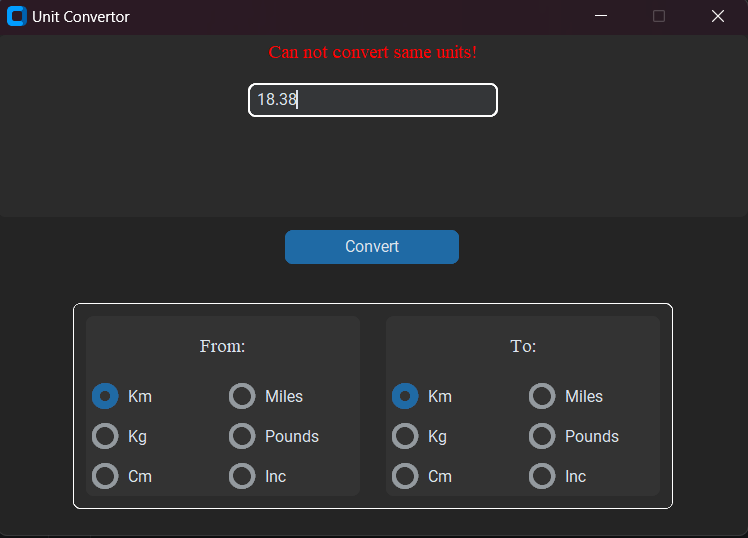 Unit Convertor
Can not convert same units!
18.38
Convert
From:
Km Miles
Kg Pounds
Cm Inc
To:
Km Miles
Kg Pounds
Cm Inc